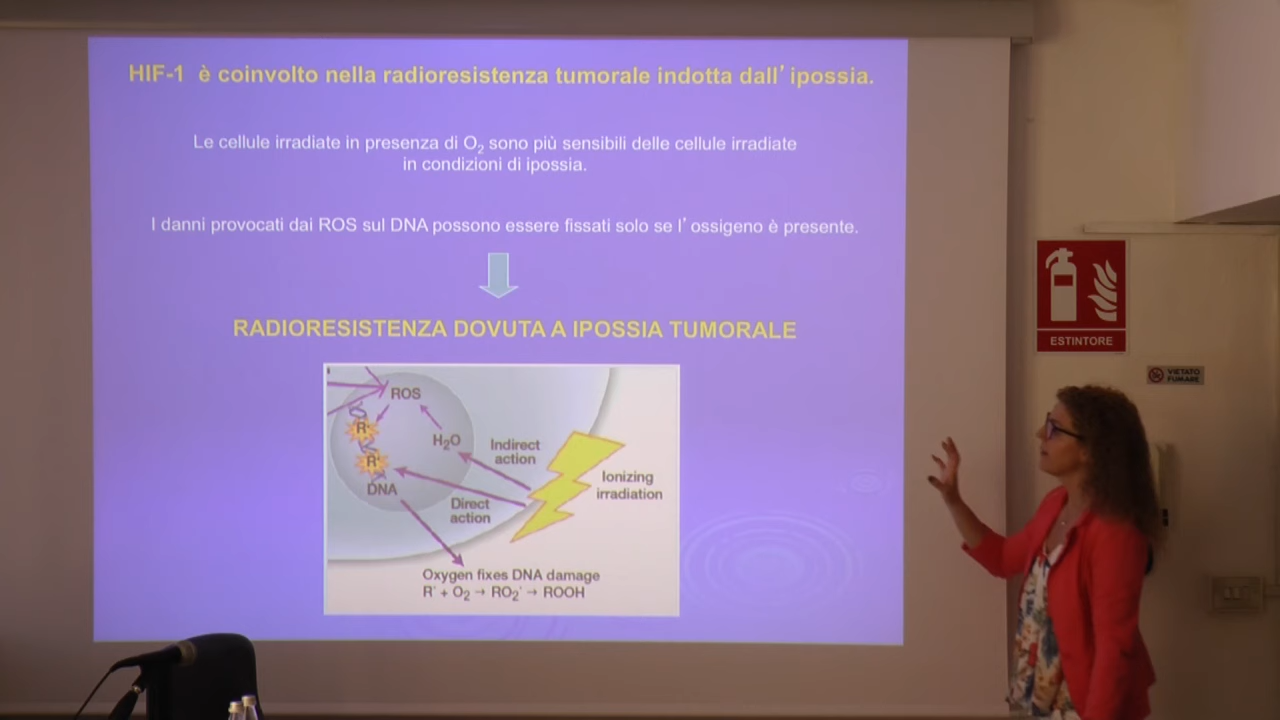 HIF-1 è coinvolto nella radioresistenza tumorale indotta dall' ipossia.
Le cellule irradiate in presenza di O₂ sono più sensibili delle cellule irradiate
in condizioni di ipossia.
I danni provocati dai ROS sul DNA possono essere fissati solo se l' ossigeno è presente.
RADIORESISTENZA DOVUTA A IPOSSIA TUMORALE
ROS
R·
H₂O
R·
DNA
Indirect
action
Direct
action
Ionizing
irradiation
Oxygen fixes DNA damage
R· + O₂ → RO₂· → ROOH
ESTINTORE
VIETATO
FUMARE